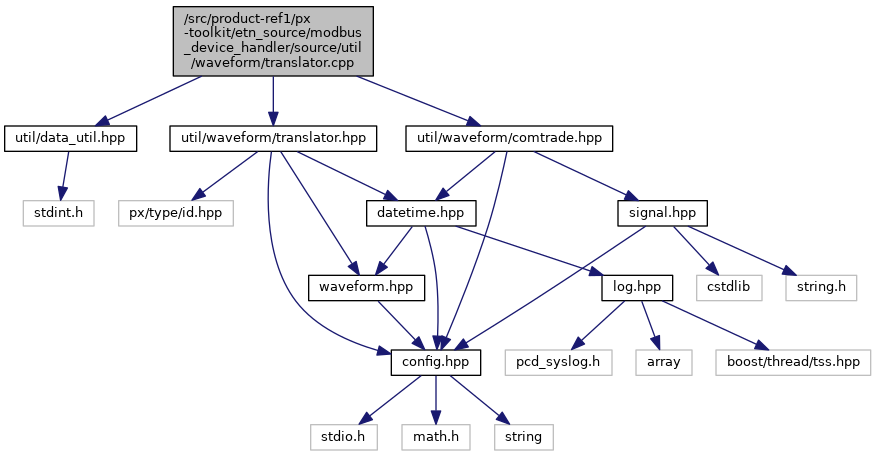 /src/product-ref1/px
-toolkit/etn_source/modbus
_device_handler/source/util
/waveform/translator.cpp
util/data_util.hpp
util/waveform/translator.hpp
util/waveform/comtrade.hpp
stdint.h
px/type/id.hpp
datetime.hpp
signal.hpp
waveform.hpp
log.hpp
cstdlib
string.h
config.hpp
pcd_syslog.h
array
boost/thread/tss.hpp
stdio.h
math.h
string